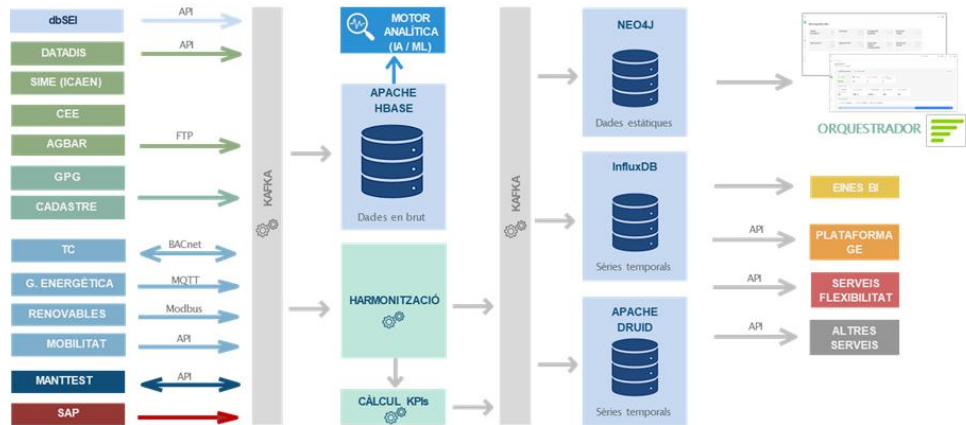 dbSEI
API
DATADIS
API
SIME (ICAEN)
CEE
AGBAR
FTP
GPG
CADASTRE
TC
BACnet
G. ENERGÈTICA
MQTT
RENOVABLES
Modbus
MOBILITAT
API
MANTTEST
API
SAP
KAFKA
MOTOR
ANALÍTICA
(IA / ML)
APACHE
HBASE
Dades en brut
HARMONITZACIÓ
CÀLCUL KPIs
KAFKA
NEO4J
Dades estàtiques
InfluxDB
Sèries temporals
APACHE
DRUID
Sèries temporals
ORQUESTRADOR
EINES BI
API
PLATAFORMA
GE
API
SERVEIS
FLEXIBILITAT
API
ALTRES
SERVEIS